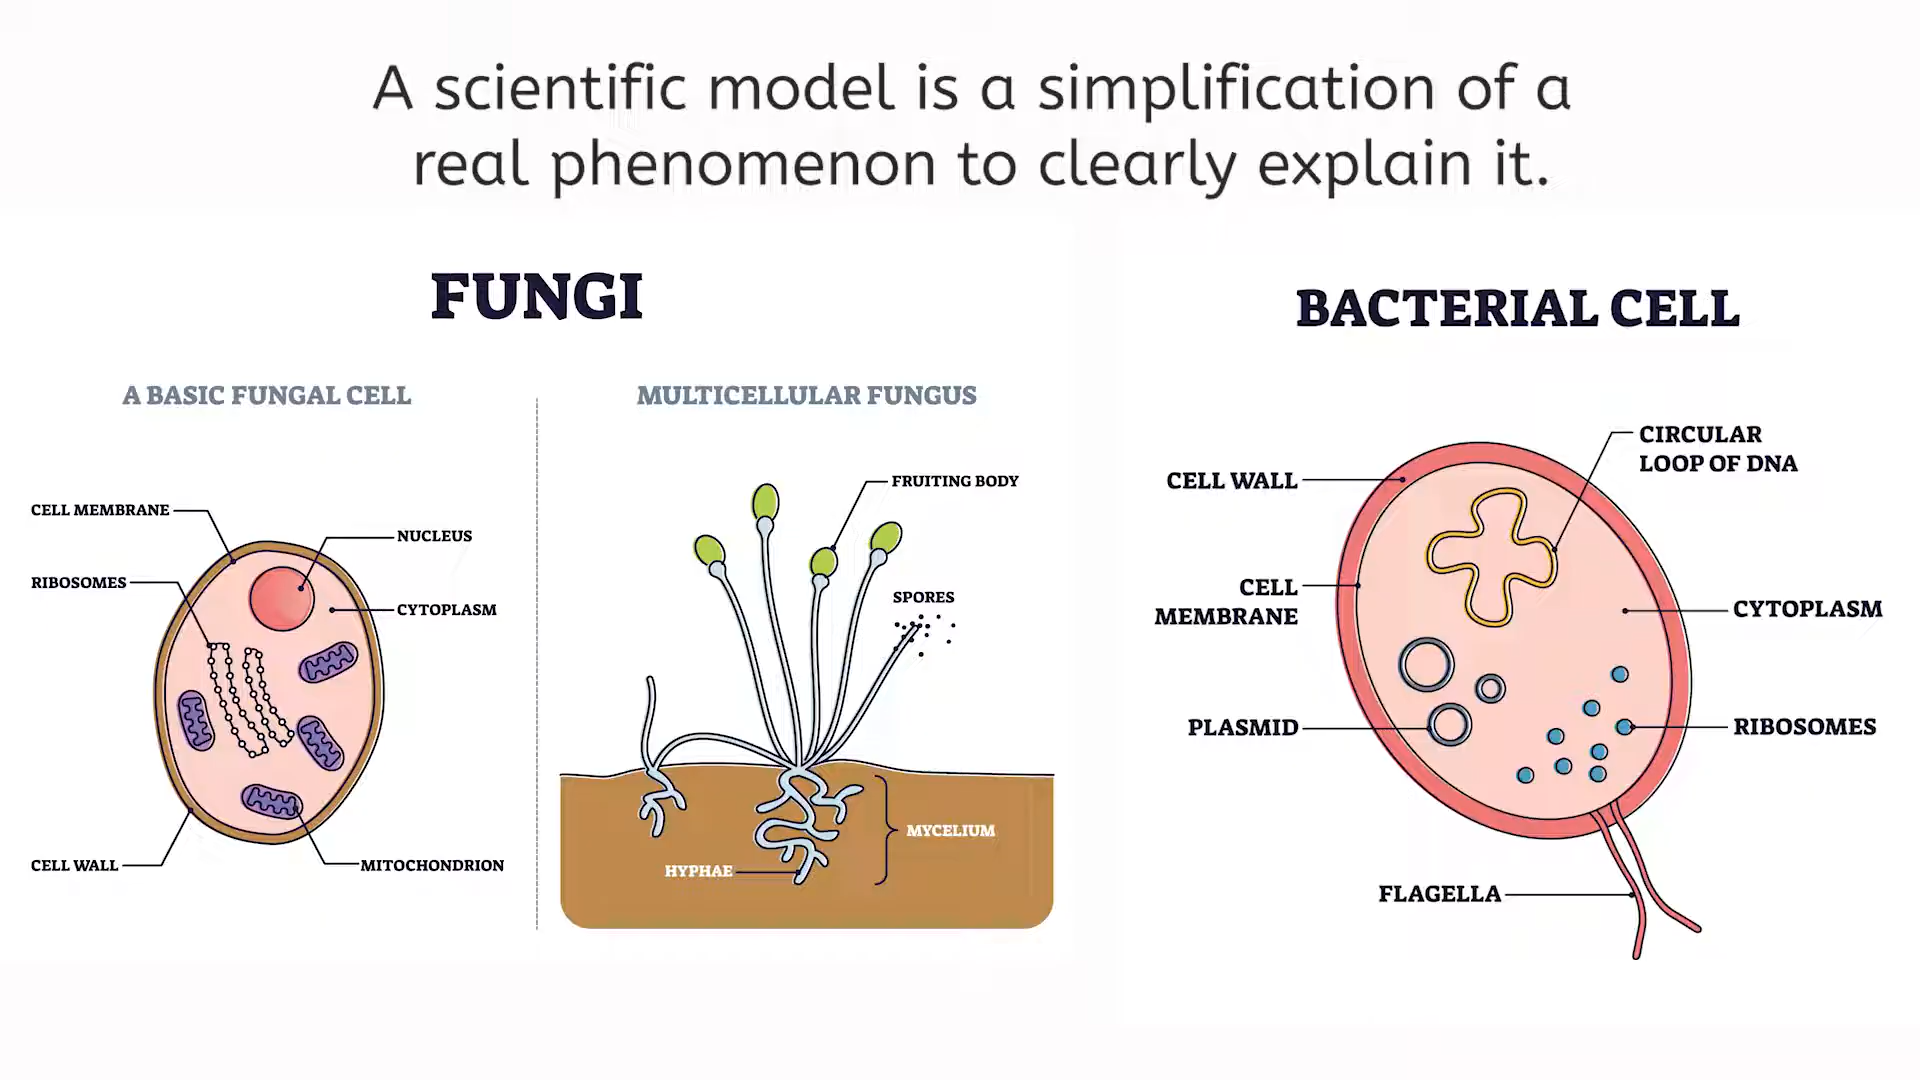 A scientific model is a simplification of a
real phenomenon to clearly explain it.
FUNGI
A BASIC FUNGAL CELL
CELL MEMBRANE
NUCLEUS
RIBOSOMES
CYTOPLASM
CELL WALL
MITOCHONDRION
MULTICELLULAR FUNGUS
FRUITING BODY
SPORES
MYCELIUM
HYPHAE
BACTERIAL CELL
CIRCULAR
LOOP OF DNA
CELL WALL
CELL
MEMBRANE
CYTOPLASM
PLASMID
RIBOSOMES
FLAGELLA